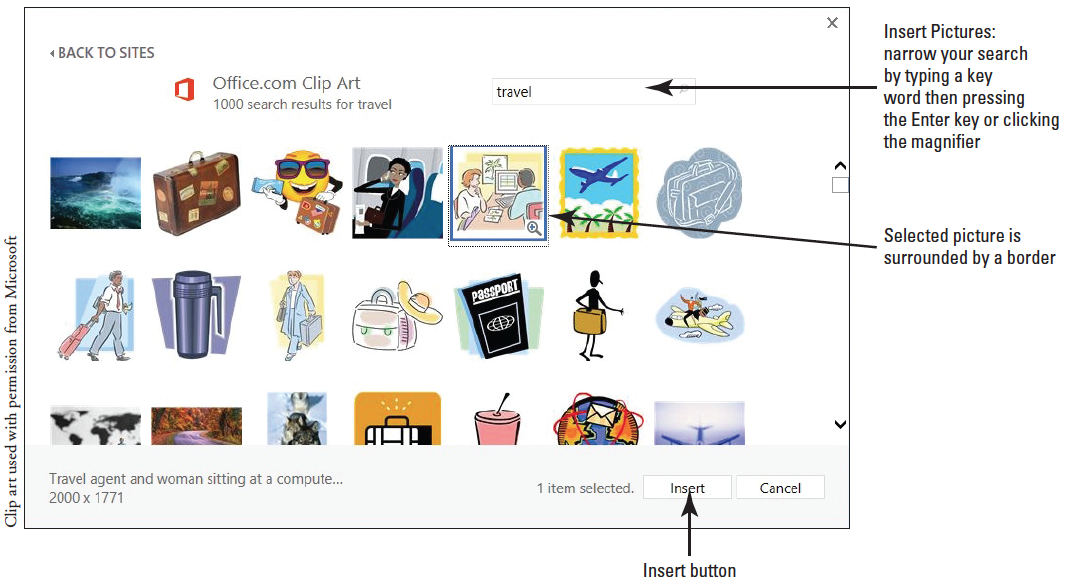 BACK TO SITES
Office.com Clip Art
1000 search results for travel
travel
Insert Pictures:
narrow your search
by typing a key
word then pressing
the Enter key or clicking
the magnifier
Selected picture is
surrounded by a border
PASSPORT
Travel agent and woman sitting at a compute...
2000 x 1771
1 item selected.
Insert
Cancel
Insert button
Clip art used with permission from Microsoft